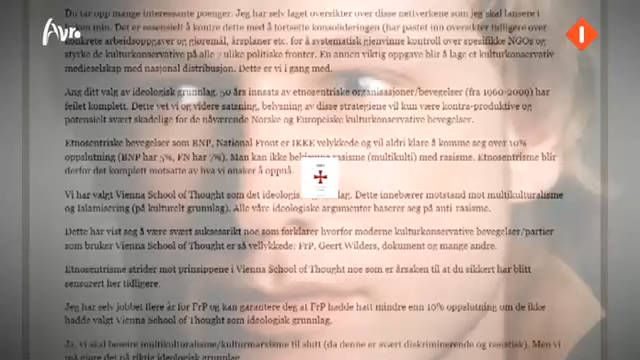 Avro
1
Du tar opp mange interessante poenger. Jeg har selv laget oversikter over disse nettverkene som jeg skal lansere i
min. Det er essensielt å kontre dette med å fortsette konsolideringen (har pastet inn oversikter tidligere over
konkrete arbeidsoppgaver og gjøremål, årsplaner etc. for å systematisk gjenvinne kontroll over spesifikke NGOs og
styrke de kulturkonservative på alle 7 ulike politiske fronter. En annen viktig oppgave blir å lage et kulturkonservativ
medieselskap med nasjonal distribusjon. Dette er vi i gang med.
Ang ditt valg av ideologisk grunnlag. 50 års innsats av etnosentriske organisasjoner/bevegelser (fra 1960-2009) har
feilet komplett. Dette vet vi og videre satsning, belysning av disse strategiene vil kun være kontra-produktive og
potensielt svært skadelige for de nåværende Norske og Europeiske kulturkonservative bevegelser.
Etnosentriske bevegelser som BNP, National Front er IKKE vellykkede og vil aldri klare å komme seg over 10%
oppslutning (BNP har 5%, FN har 7%). Man kan ikke bekjempe rasisme (multikulti) med rasisme. Etnosentrisme blir
derfor det komplett motsatte av hva vi ønsker å oppnå.
Vi har valgt Vienna School of Thought som det ideologiske grunnlag. Dette innebærer motstand mot multikulturalisme
og Islamisering (på kulturelt grunnlag). Alle våre ideologiske argumenter baserer seg på anti rasisme.
Dette har vist seg å være svært suksessrikt noe som forklarer hvorfor moderne kulturkonservative bevegelser/partier
som bruker Vienna School of Thought er så vellykkede: FrP, Geert Wilders, dokument og mange andre.
Etnosentrisme strider mot prinsippene i Vienna School of Thought noe som er årsaken til at du sikkert har blitt
sensurert her tidligere.
Jeg har selv jobbet flere år for FrP og kan garantere deg at FrP hadde hatt mindre enn 10% oppslutning om de ikke
hadde valgt Vienna School of Thought som ideologisk grunnlag.
Ja, vi skal beseire multikulturalisme/kulturmarxisme til slutt (da denne er svært diskriminerende og rasistisk). Men vi
må gjøre det på riktig ideologisk grunnlag.